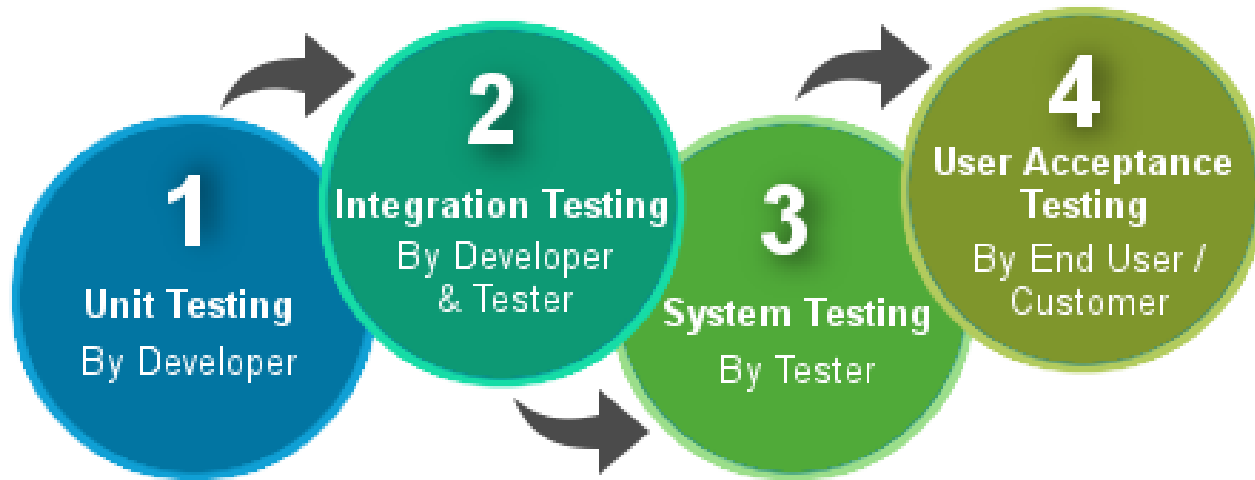 1
Unit Testing
By Developer
2
Integration Testing
By Developer
& Tester
3
System Testing
By Tester
4
User Acceptance
Testing
By End User /
Customer